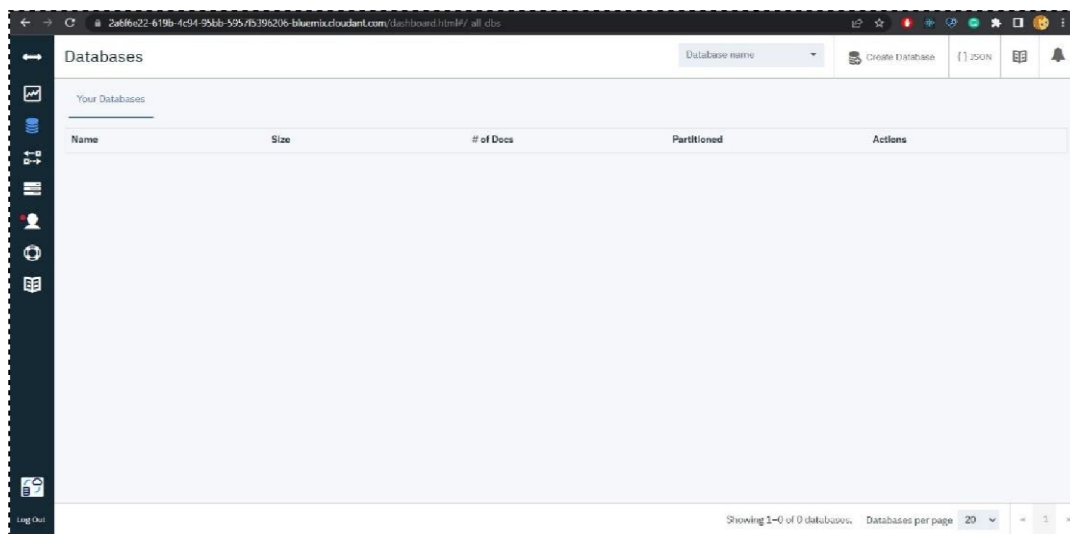 2a6f6e22-619b-4c94-95bb-595/f5396206-bluemix.cloudant.com/dashboard.html#/_all_dbs
Databases
Database name
Create Database
{ } JSON
Your Databases
Name Size # of Docs Partitioned Actions
Showing 1–0 of 0 databases. Databases per page 20 1
Log Out